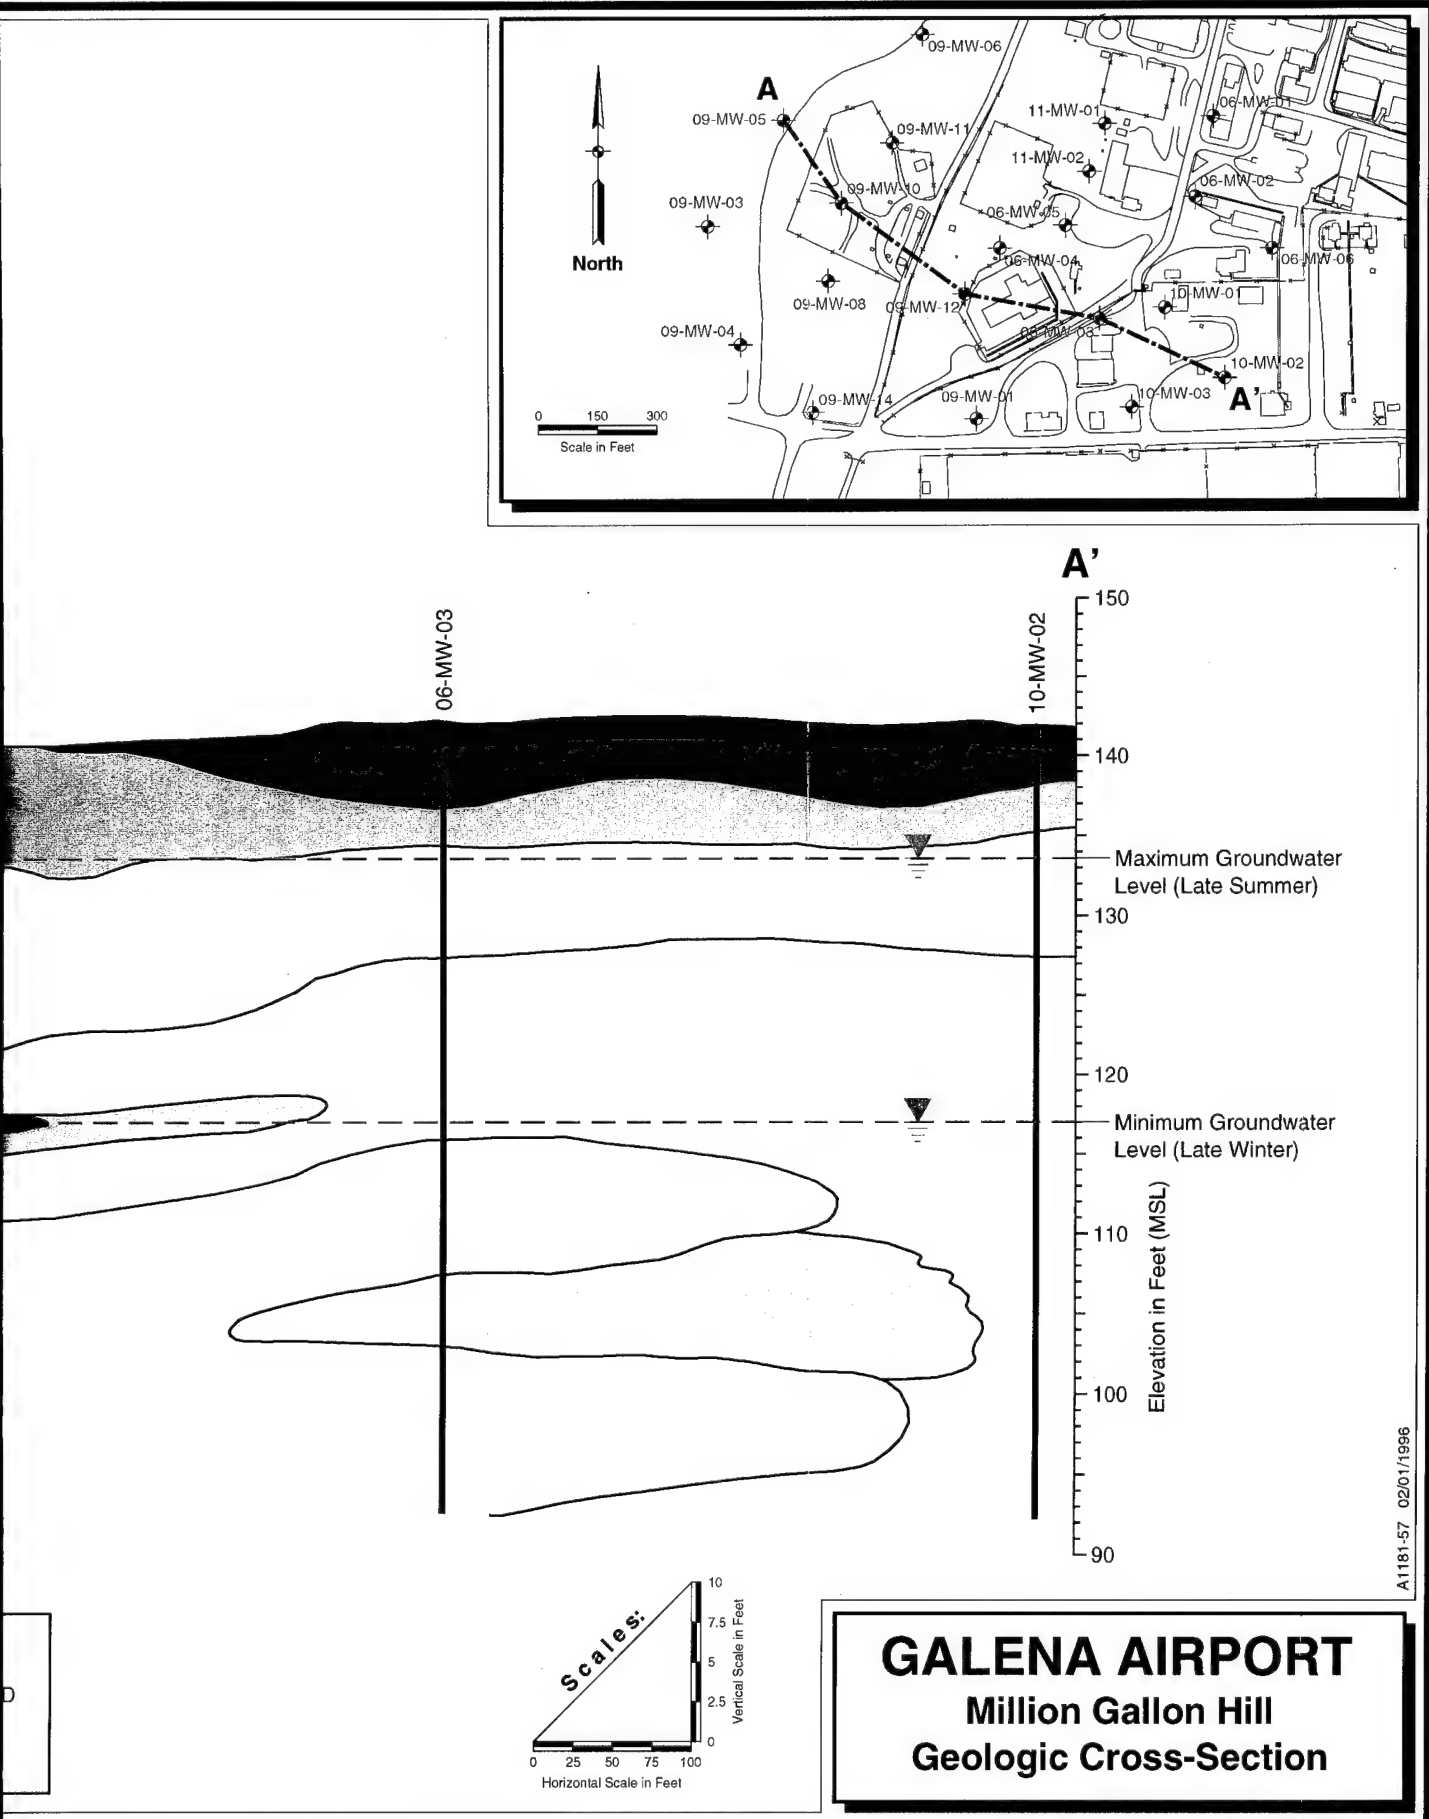 09-MW-06
A
09-MW-05
09-MW-11
11-MW-01
06-MW-01
11-MW-02
09-MW-10
06-MW-02
09-MW-03
06-MW-05
North
06-MW-04
06-MW-06
09-MW-08
09-MW-12
10-MW-01
06-MW-03
09-MW-04
10-MW-02
A'
09-MW-14
09-MW-01
10-MW-03
0 150 300
Scale in Feet
A'
06-MW-03
10-MW-02
150
140
Maximum Groundwater
Level (Late Summer)
130
120
Minimum Groundwater
Level (Late Winter)
110
Elevation in Feet (MSL)
100
90
A1181-57 02/01/1996
Scales:
10
7.5
5
2.5
0
Vertical Scale in Feet
0 25 50 75 100
Horizontal Scale in Feet
D
GALENA AIRPORT
Million Gallon Hill
Geologic Cross-Section